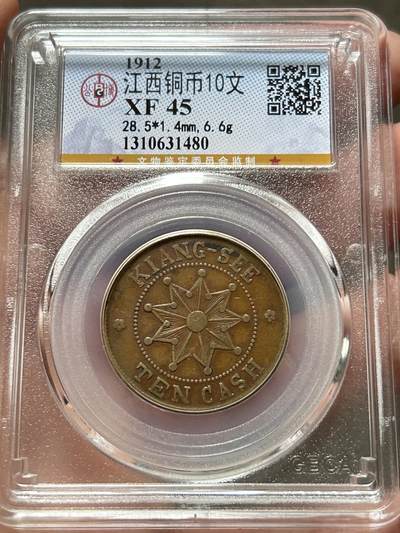 1912
江西铜币10文
XF 45
28.5*1.4mm,6.6g
1310631480
文物鉴定委员会监制
KIANG-SEE
TEN CASH
GBCA